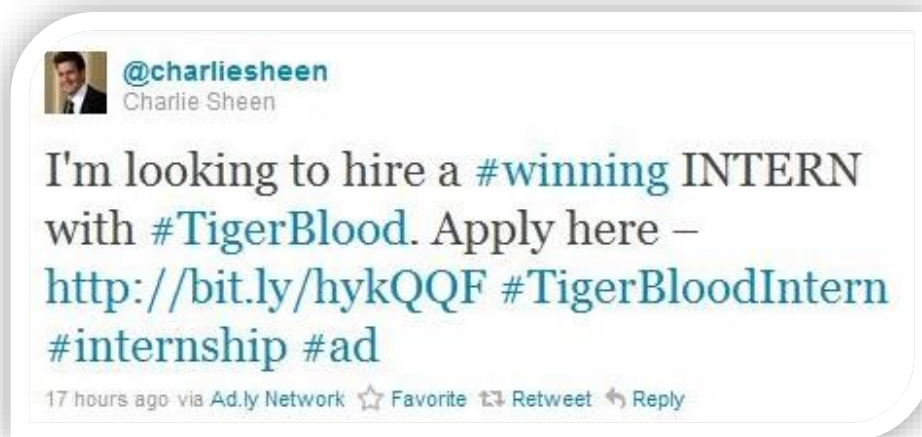 @charliesheen
Charlie Sheen
I'm looking to hire a #winning INTERN
with #TigerBlood. Apply here –
http://bit.ly/hykQQF #TigerBloodIntern
#internship #ad
17 hours ago via Ad.ly Network Favorite Retweet Reply